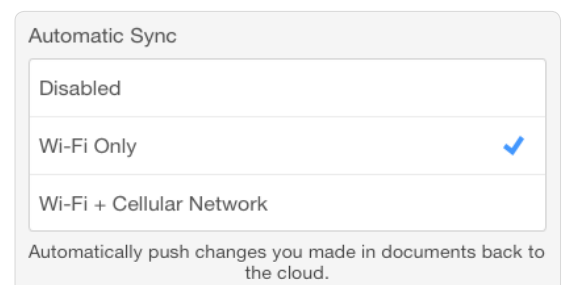 Automatic Sync
Disabled
Wi-Fi Only
Wi-Fi + Cellular Network
Automatically push changes you made in documents back to
the cloud.